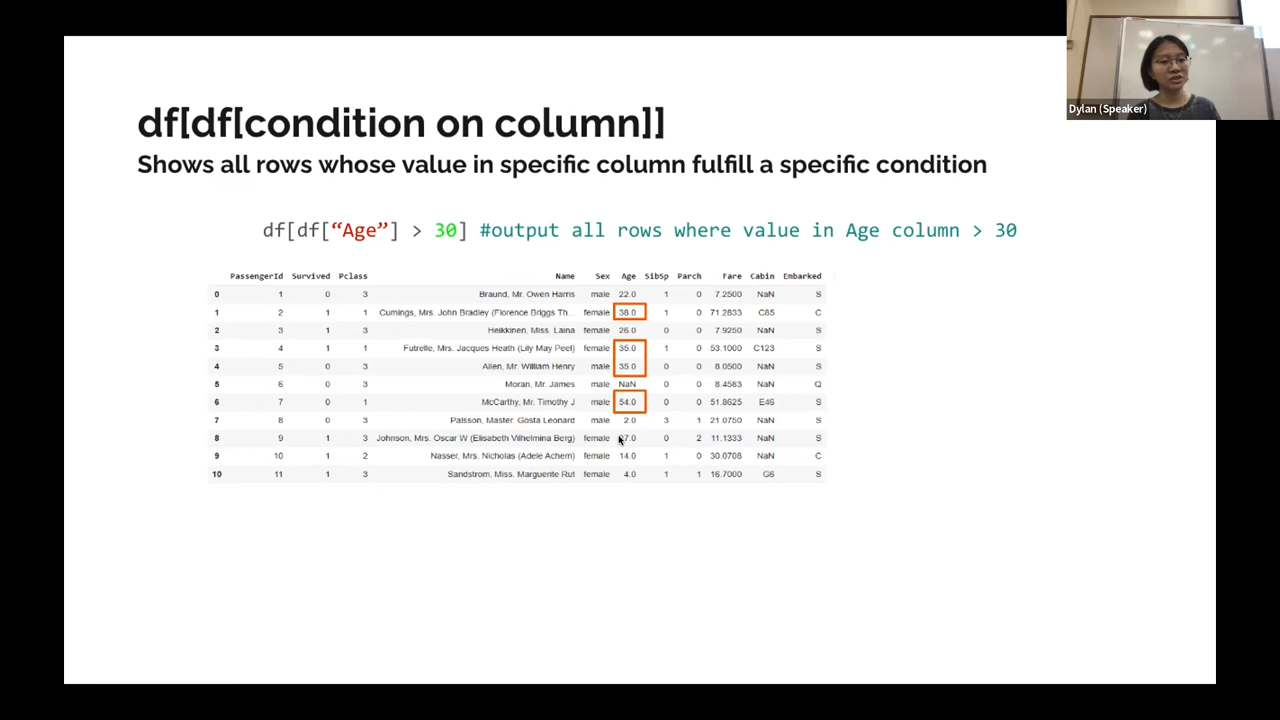 df[df[condition on column]]
Shows all rows whose value in specific column fulfill a specific condition
df[df[“Age”] > 30] #output all rows where value in Age column > 30
PassengerId Survived Pclass Name Sex Age SibSp Parch Fare Cabin Embarked
0 1 0 3 Braund, Mr. Owen Harris male 22.0 1 0 7.2500 NaN S
1 2 1 1 Cumings, Mrs. John Bradley (Florence Briggs Th... female 38.0 1 0 71.2833 C85 C
2 3 1 3 Heikkinen, Miss. Laina female 26.0 0 0 7.9250 NaN S
3 4 1 1 Futrelle, Mrs. Jacques Heath (Lily May Peel) female 35.0 1 0 53.1000 C123 S
4 5 0 3 Allen, Mr. William Henry male 35.0 0 0 8.0500 NaN S
5 6 0 3 Moran, Mr. James male NaN 0 0 8.4583 NaN Q
6 7 0 1 McCarthy, Mr. Timothy J male 54.0 0 0 51.8625 E46 S
7 8 0 3 Palsson, Master. Gosta Leonard male 2.0 3 1 21.0750 NaN S
8 9 1 3 Johnson, Mrs. Oscar W (Elisabeth Vilhelmina Berg) female 27.0 0 2 11.1333 NaN S
9 10 1 2 Nasser, Mrs. Nicholas (Adele Achem) female 14.0 1 0 30.0708 NaN C
10 11 1 3 Sandstrom, Miss. Marguerite Rut female 4.0 1 1 16.7000 G6 S
Dylan (Speaker)